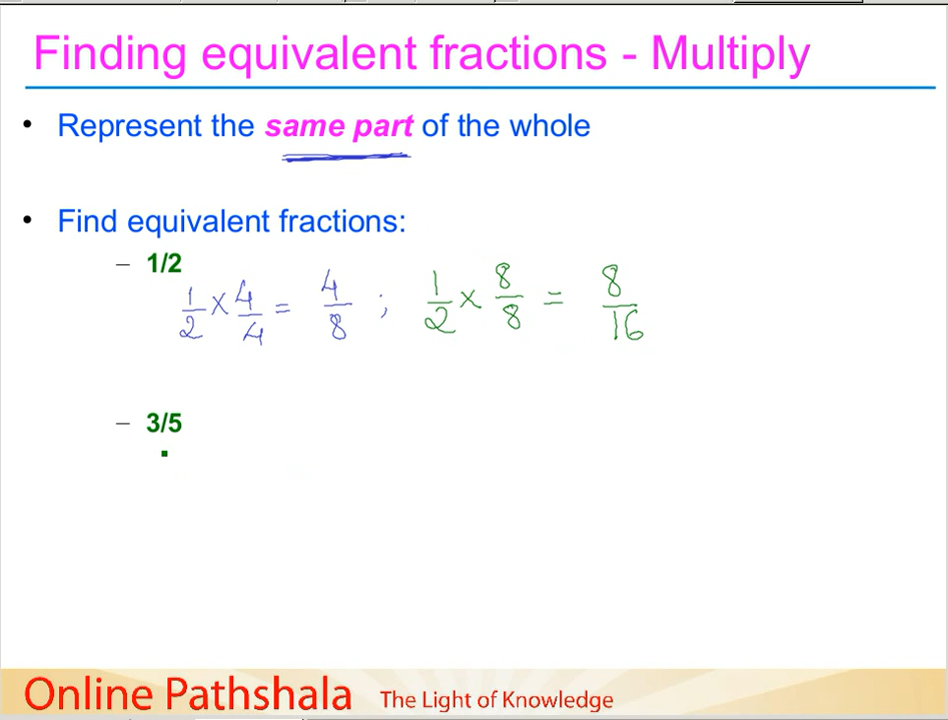 Finding equivalent fractions - Multiply
• Represent the same part of the whole
• Find equivalent fractions:
– 1/2
1/2 × 4/4 = 4/8 ; 1/2 × 8/8 = 8/16
– 3/5
Online Pathshala The Light of Knowledge